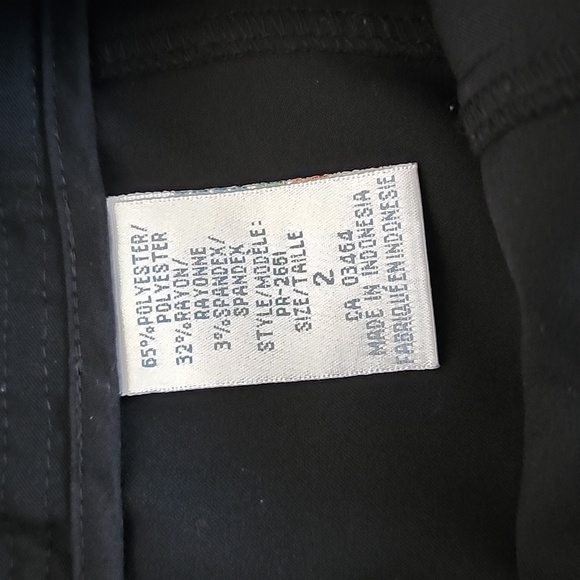 65%POLYESTER/
POLYESTER
32%RAYON/
RAYONNE
3%SPANDEX/
SPANDEX
STYLE/MODÈLE:
PR-2661
SIZE/TAILLE
2
CA 03464
MADE IN INDONESIA
FABRIQUÉ EN INDONESIE